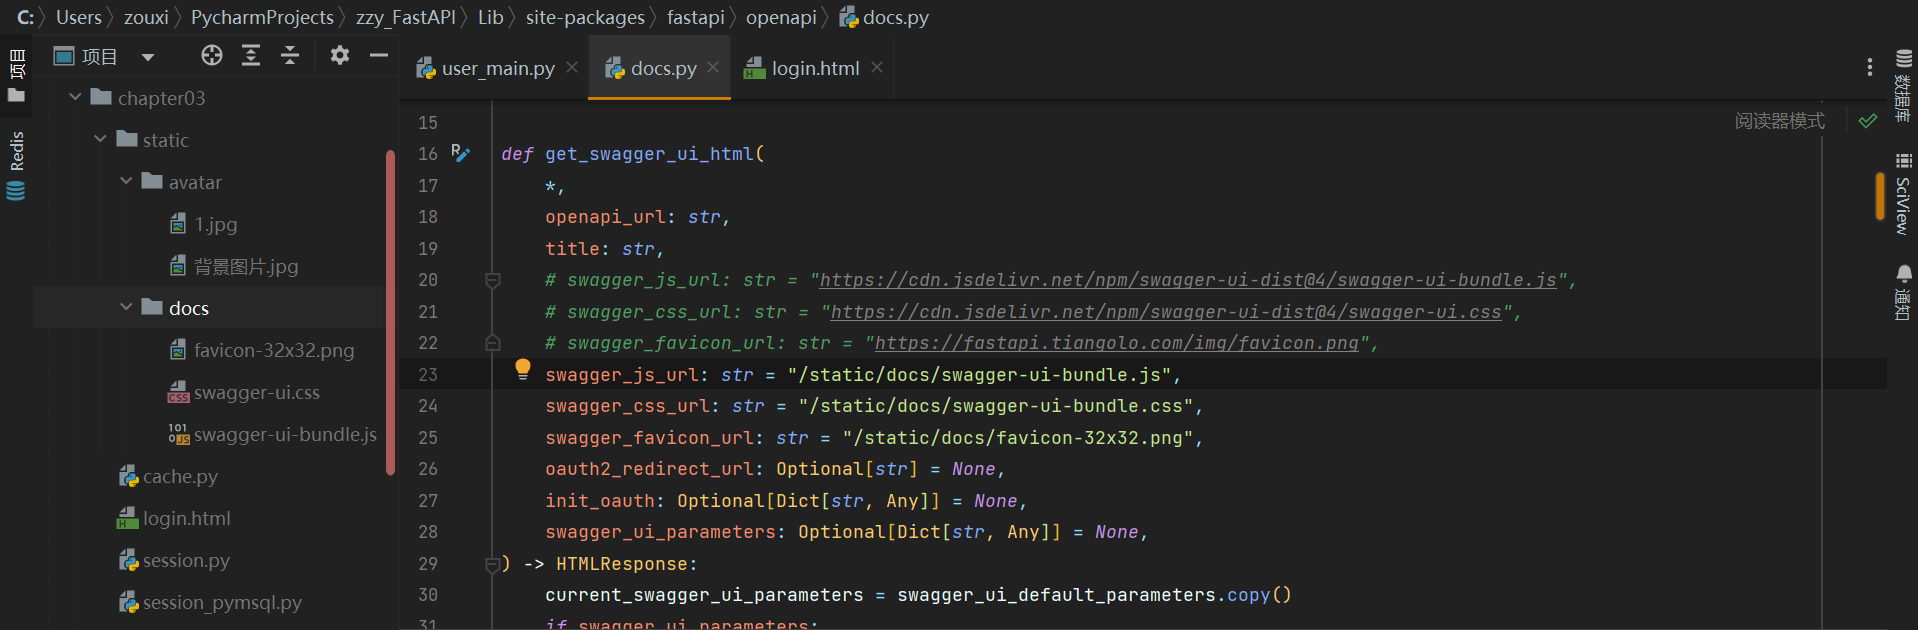 C: Users zouxi PycharmProjects zzy_FastAPI Lib site-packages fastapi openapi docs.py
项目
Redis
项目
chapter03
static
avatar
1.jpg
背景图片.jpg
docs
favicon-32x32.png
swagger-ui.css
swagger-ui-bundle.js
cache.py
login.html
session.py
session_pymsql.py
user_main.py docs.py login.html
阅读器模式
15
16 def get_swagger_ui_html(
17 *,
18 openapi_url: str,
19 title: str,
20 # swagger_js_url: str = "https://cdn.jsdelivr.net/npm/swagger-ui-dist@4/swagger-ui-bundle.js",
21 # swagger_css_url: str = "https://cdn.jsdelivr.net/npm/swagger-ui-dist@4/swagger-ui.css",
22 # swagger_favicon_url: str = "https://fastapi.tiangolo.com/img/favicon.png",
23 swagger_js_url: str = "/static/docs/swagger-ui-bundle.js",
24 swagger_css_url: str = "/static/docs/swagger-ui-bundle.css",
25 swagger_favicon_url: str = "/static/docs/favicon-32x32.png",
26 oauth2_redirect_url: Optional[str] = None,
27 init_oauth: Optional[Dict[str, Any]] = None,
28 swagger_ui_parameters: Optional[Dict[str, Any]] = None,
29 ) -> HTMLResponse:
30 current_swagger_ui_parameters = swagger_ui_default_parameters.copy()
31 if swagger_ui_parameters:
数据库
SciView
通知